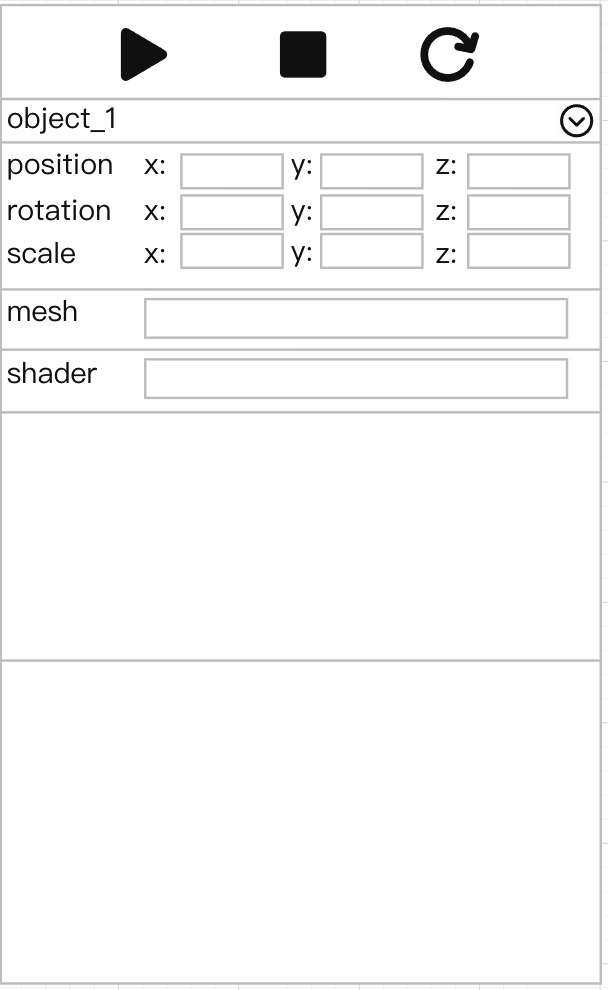 object_1
position x: y: z:
rotation x: y: z:
scale x: y: z:
mesh
shader